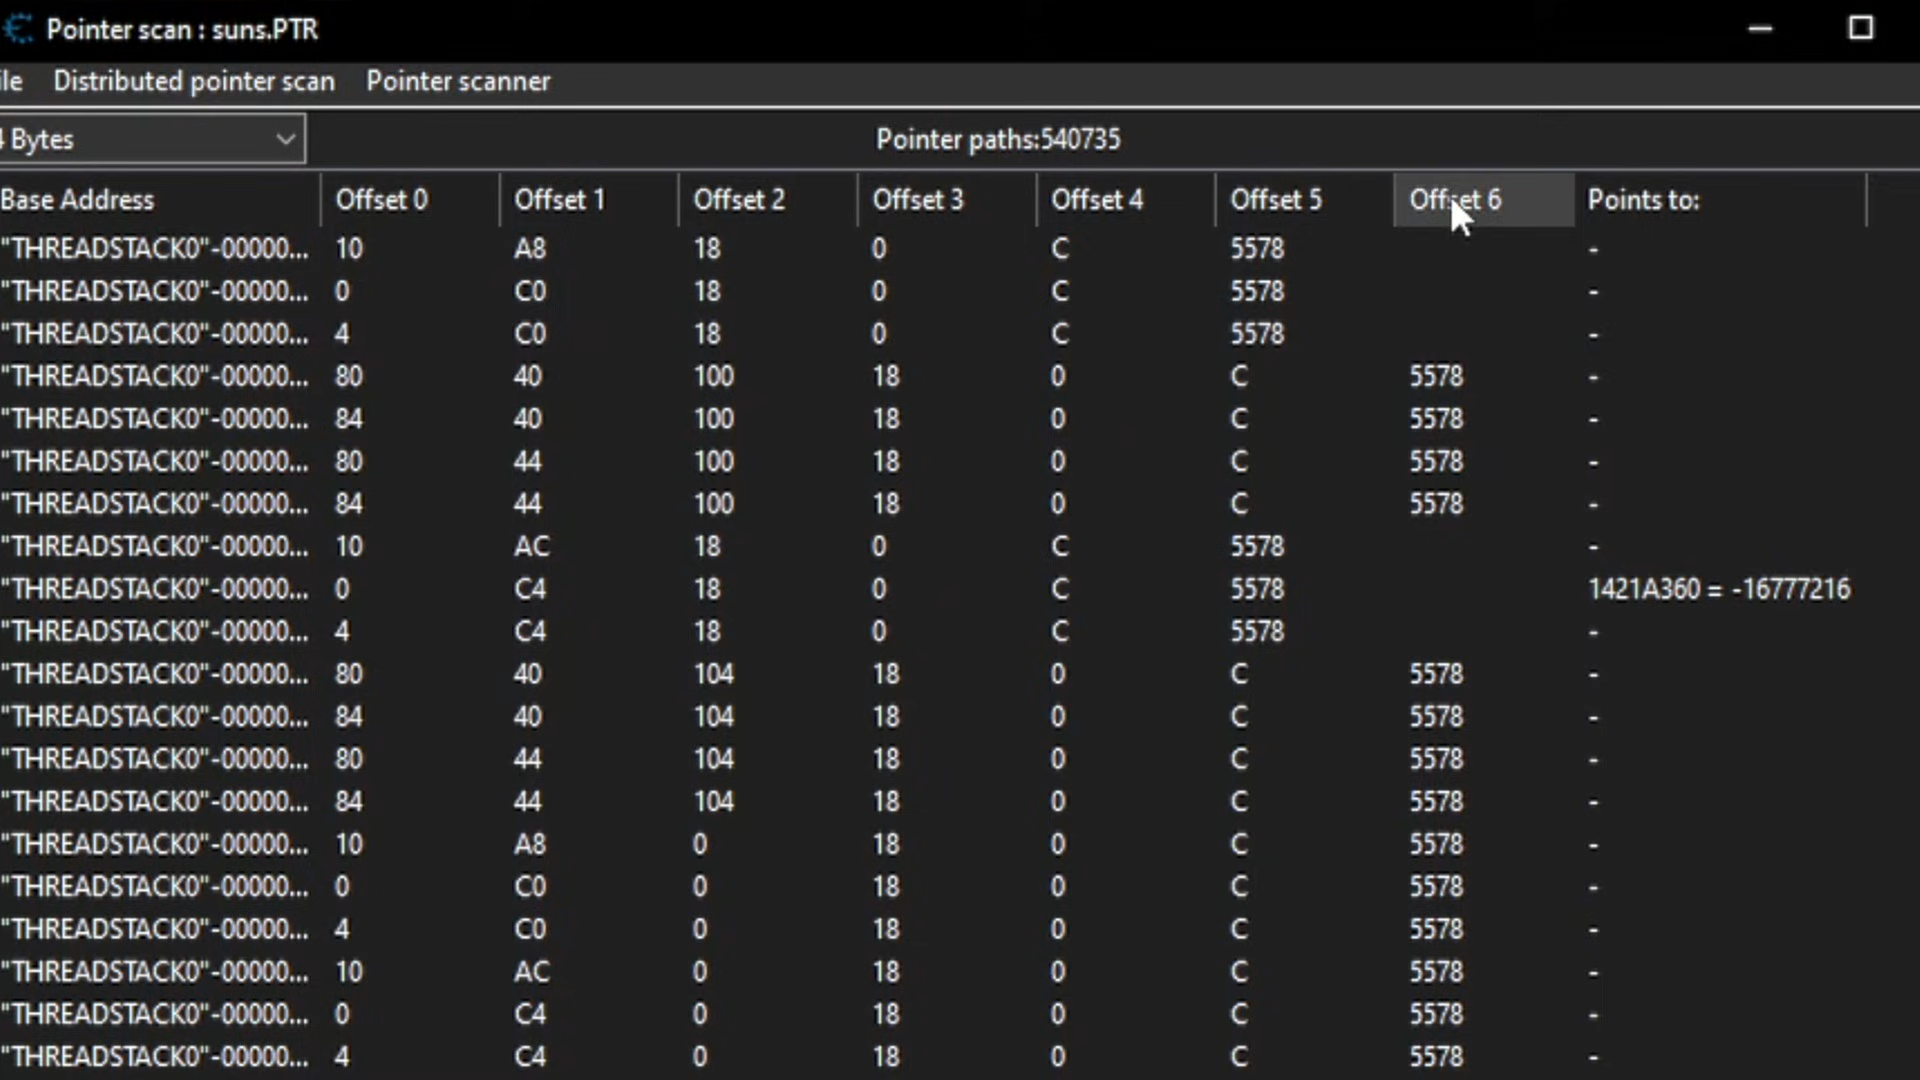 Pointer scan : suns.PTR
ile Distributed pointer scan Pointer scanner
4 Bytes Pointer paths:540735
Base Address Offset 0 Offset 1 Offset 2 Offset 3 Offset 4 Offset 5 Offset 6 Points to:
"THREADSTACK0"-00000... 10 A8 18 0 C 5578 -
"THREADSTACK0"-00000... 0 C0 18 0 C 5578 -
"THREADSTACK0"-00000... 4 C0 18 0 C 5578 -
"THREADSTACK0"-00000... 80 40 100 18 0 C 5578 -
"THREADSTACK0"-00000... 84 40 100 18 0 C 5578 -
"THREADSTACK0"-00000... 80 44 100 18 0 C 5578 -
"THREADSTACK0"-00000... 84 44 100 18 0 C 5578 -
"THREADSTACK0"-00000... 10 AC 18 0 C 5578 -
"THREADSTACK0"-00000... 0 C4 18 0 C 5578 1421A360 = -16777216
"THREADSTACK0"-00000... 4 C4 18 0 C 5578 -
"THREADSTACK0"-00000... 80 40 104 18 0 C 5578 -
"THREADSTACK0"-00000... 84 40 104 18 0 C 5578 -
"THREADSTACK0"-00000... 80 44 104 18 0 C 5578 -
"THREADSTACK0"-00000... 84 44 104 18 0 C 5578 -
"THREADSTACK0"-00000... 10 A8 0 18 0 C 5578 -
"THREADSTACK0"-00000... 0 C0 0 18 0 C 5578 -
"THREADSTACK0"-00000... 4 C0 0 18 0 C 5578 -
"THREADSTACK0"-00000... 10 AC 0 18 0 C 5578 -
"THREADSTACK0"-00000... 0 C4 0 18 0 C 5578 -
"THREADSTACK0"-00000... 4 C4 0 18 0 C 5578 -